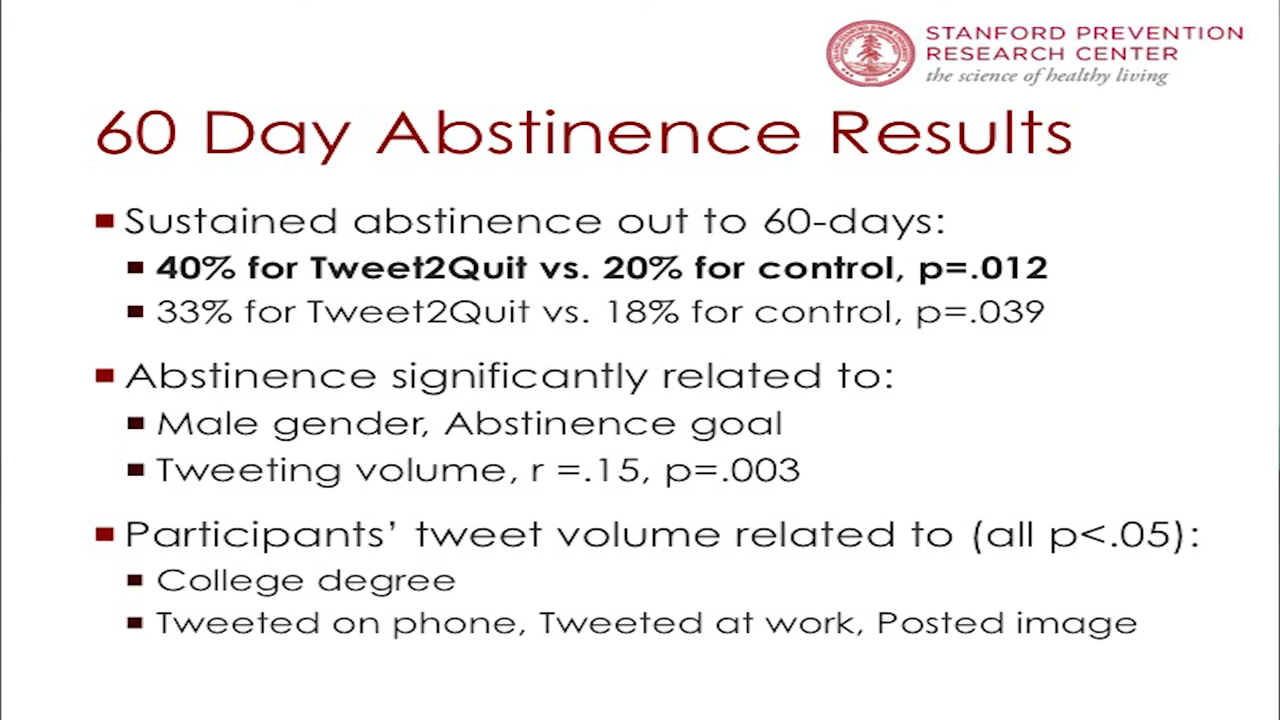 STANFORD PREVENTION
RESEARCH CENTER
the science of healthy living
60 Day Abstinence Results
Sustained abstinence out to 60-days:
40% for Tweet2Quit vs. 20% for control, p=.012
33% for Tweet2Quit vs. 18% for control, p=.039
Abstinence significantly related to:
Male gender, Abstinence goal
Tweeting volume, r =.15, p=.003
Participants’ tweet volume related to (all p<.05):
College degree
Tweeted on phone, Tweeted at work, Posted image